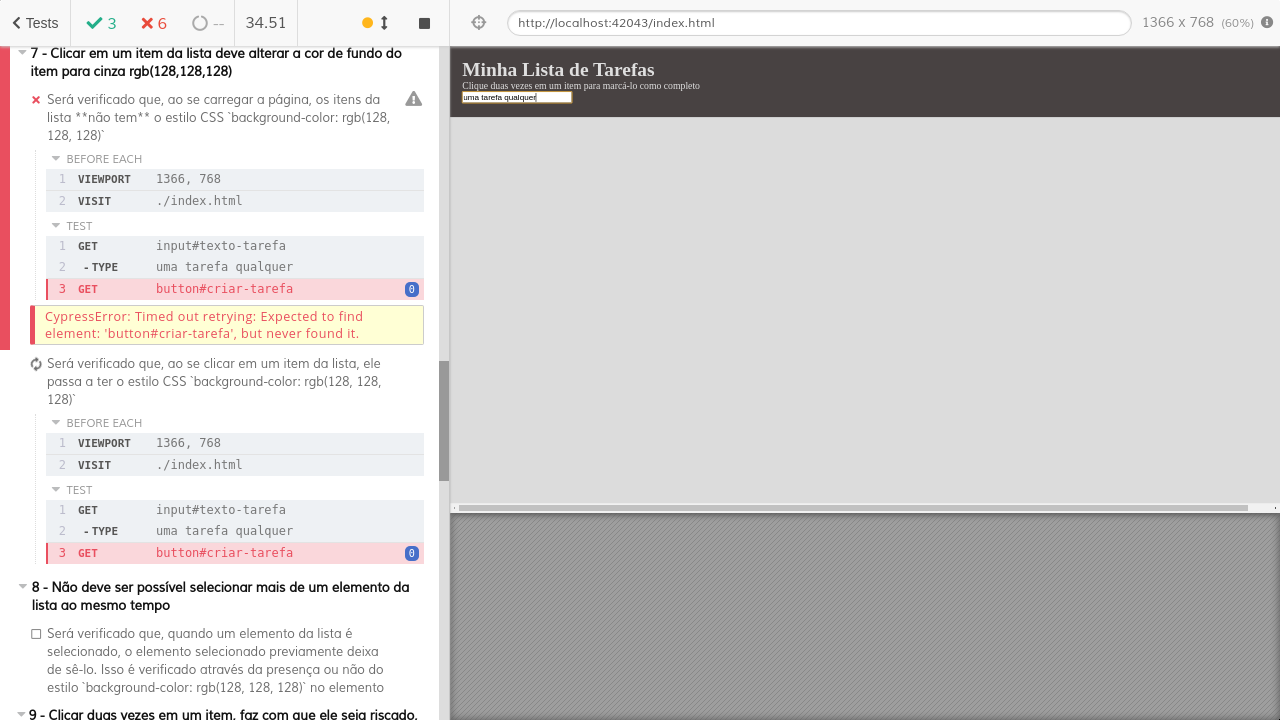 Tests 3 6 -- 34.51
http://localhost:42043/index.html 1366 x 768 (60%)
7 - Clicar em um item da lista deve alterar a cor de fundo do
item para cinza rgb(128,128,128)
Será verificado que, ao se carregar a página, os itens da
lista **não tem** o estilo CSS `background-color: rgb(128,
128, 128)`
BEFORE EACH
1 VIEWPORT 1366, 768
2 VISIT ./index.html
TEST
1 GET input#texto-tarefa
2 - TYPE uma tarefa qualquer
3 GET button#criar-tarefa 0
CypressError: Timed out retrying: Expected to find
element: 'button#criar-tarefa', but never found it.
Será verificado que, ao se clicar em um item da lista, ele
passa a ter o estilo CSS `background-color: rgb(128, 128,
128)`
BEFORE EACH
1 VIEWPORT 1366, 768
2 VISIT ./index.html
TEST
1 GET input#texto-tarefa
2 - TYPE uma tarefa qualquer
3 GET button#criar-tarefa 0
8 - Não deve ser possível selecionar mais de um elemento da
lista ao mesmo tempo
Será verificado que, quando um elemento da lista é
selecionado, o elemento selecionado previamente deixa
de sê-lo. Isso é verificado através da presença ou não do
estilo `background-color: rgb(128, 128, 128)` no elemento
9 - Clicar duas vezes em um item, faz com que ele seja riscado,
Minha Lista de Tarefas
Clique duas vezes em um item para marcá-lo como completo
uma tarefa qualquer